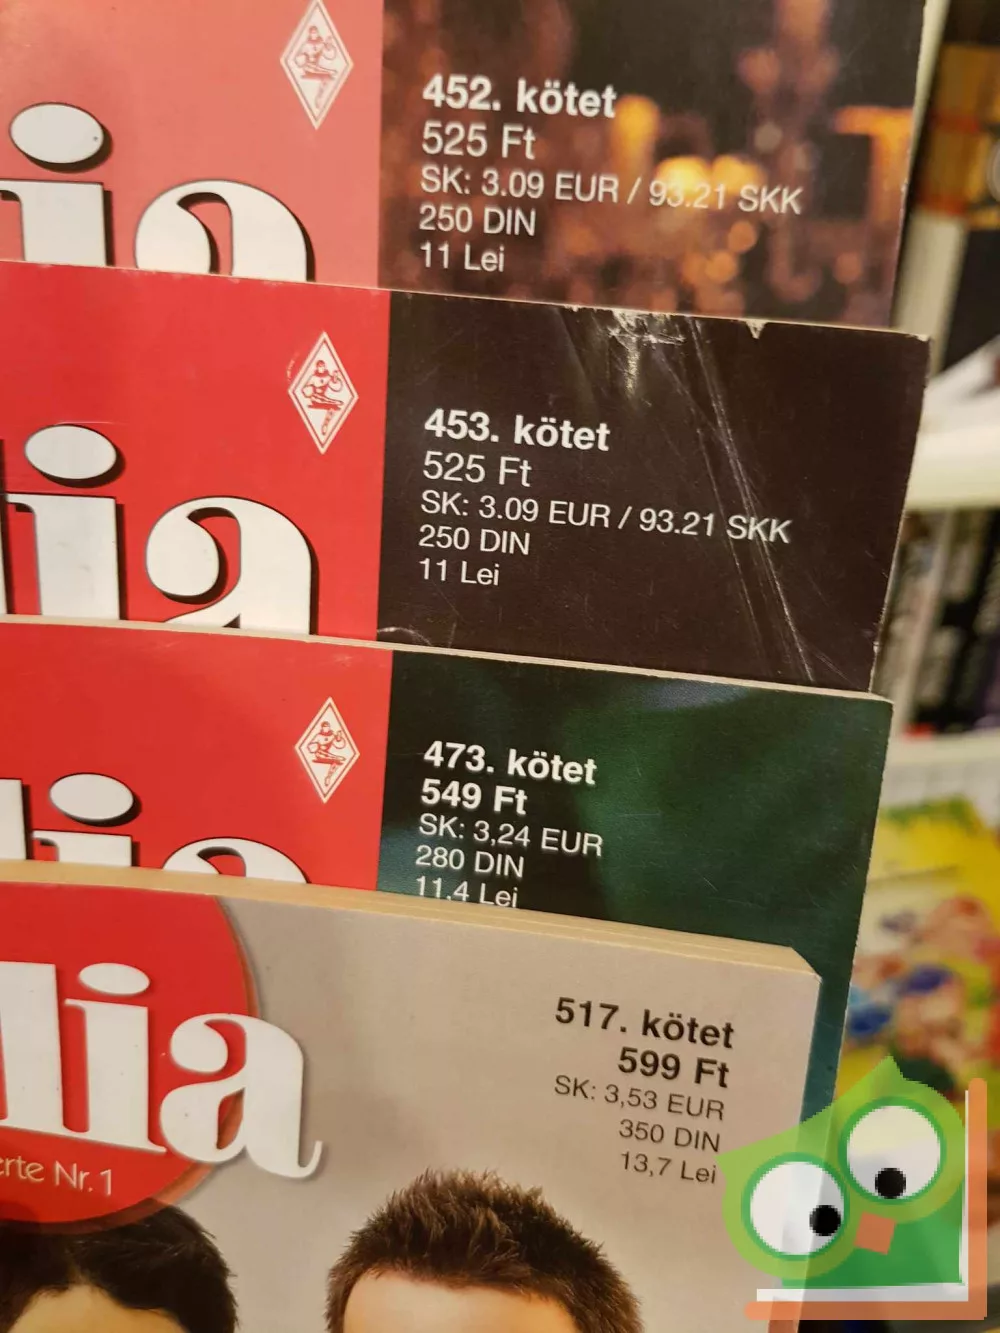 452. kötet
525 Ft
SK: 3.09 EUR / 93.21 SKK
250 DIN
11 Lei
453. kötet
525 Ft
SK: 3.09 EUR / 93.21 SKK
250 DIN
11 Lei
473. kötet
549 Ft
SK: 3,24 EUR
280 DIN
11,4 Lei
517. kötet
599 Ft
SK: 3,53 EUR
350 DIN
13,7 Lei
Nr. 1